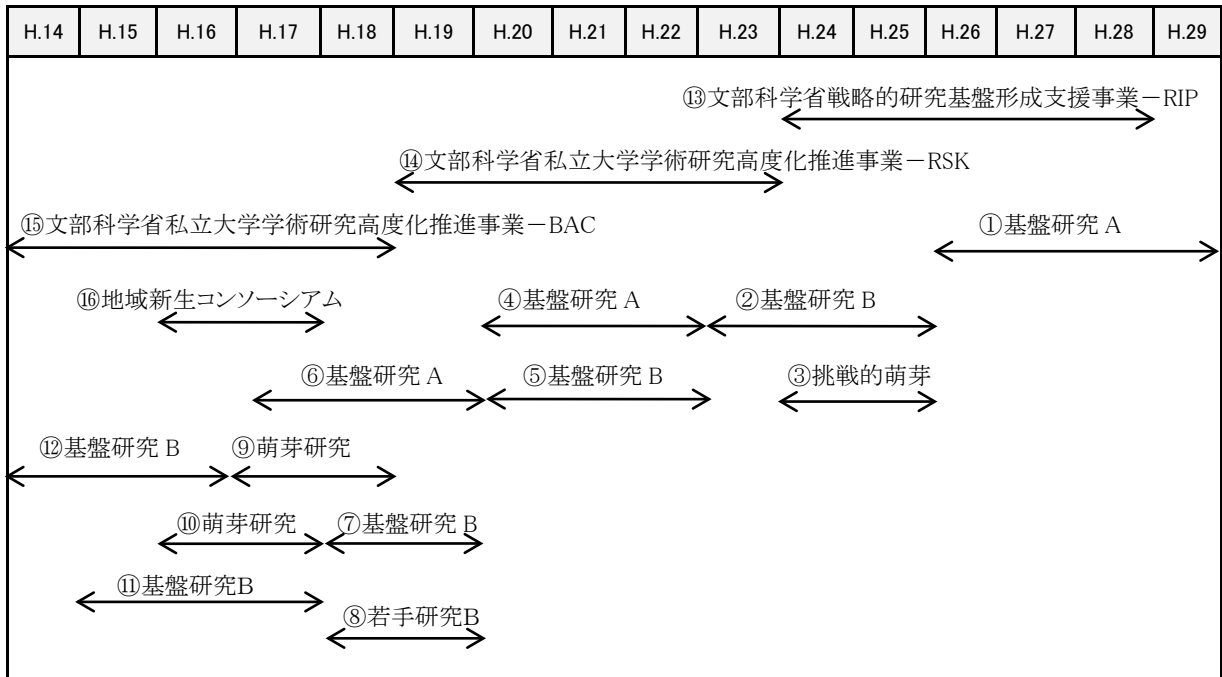 H.14 H.15 H.16 H.17 H.18 H.19 H.20 H.21 H.22 H.23 H.24 H.25 H.26 H.27 H.28 H.29
⑬文部科学省戦略的研究基盤形成支援事業－RIP
⑭文部科学省私立大学学術研究高度化推進事業－RSK
⑮文部科学省私立大学学術研究高度化推進事業－BAC
①基盤研究 A
⑯地域新生コンソーシアム
④基盤研究 A
②基盤研究 B
⑥基盤研究 A
⑤基盤研究 B
③挑戦的萌芽
⑫基盤研究 B
⑨萌芽研究
⑩萌芽研究
⑦基盤研究 B
⑪基盤研究B
⑧若手研究B